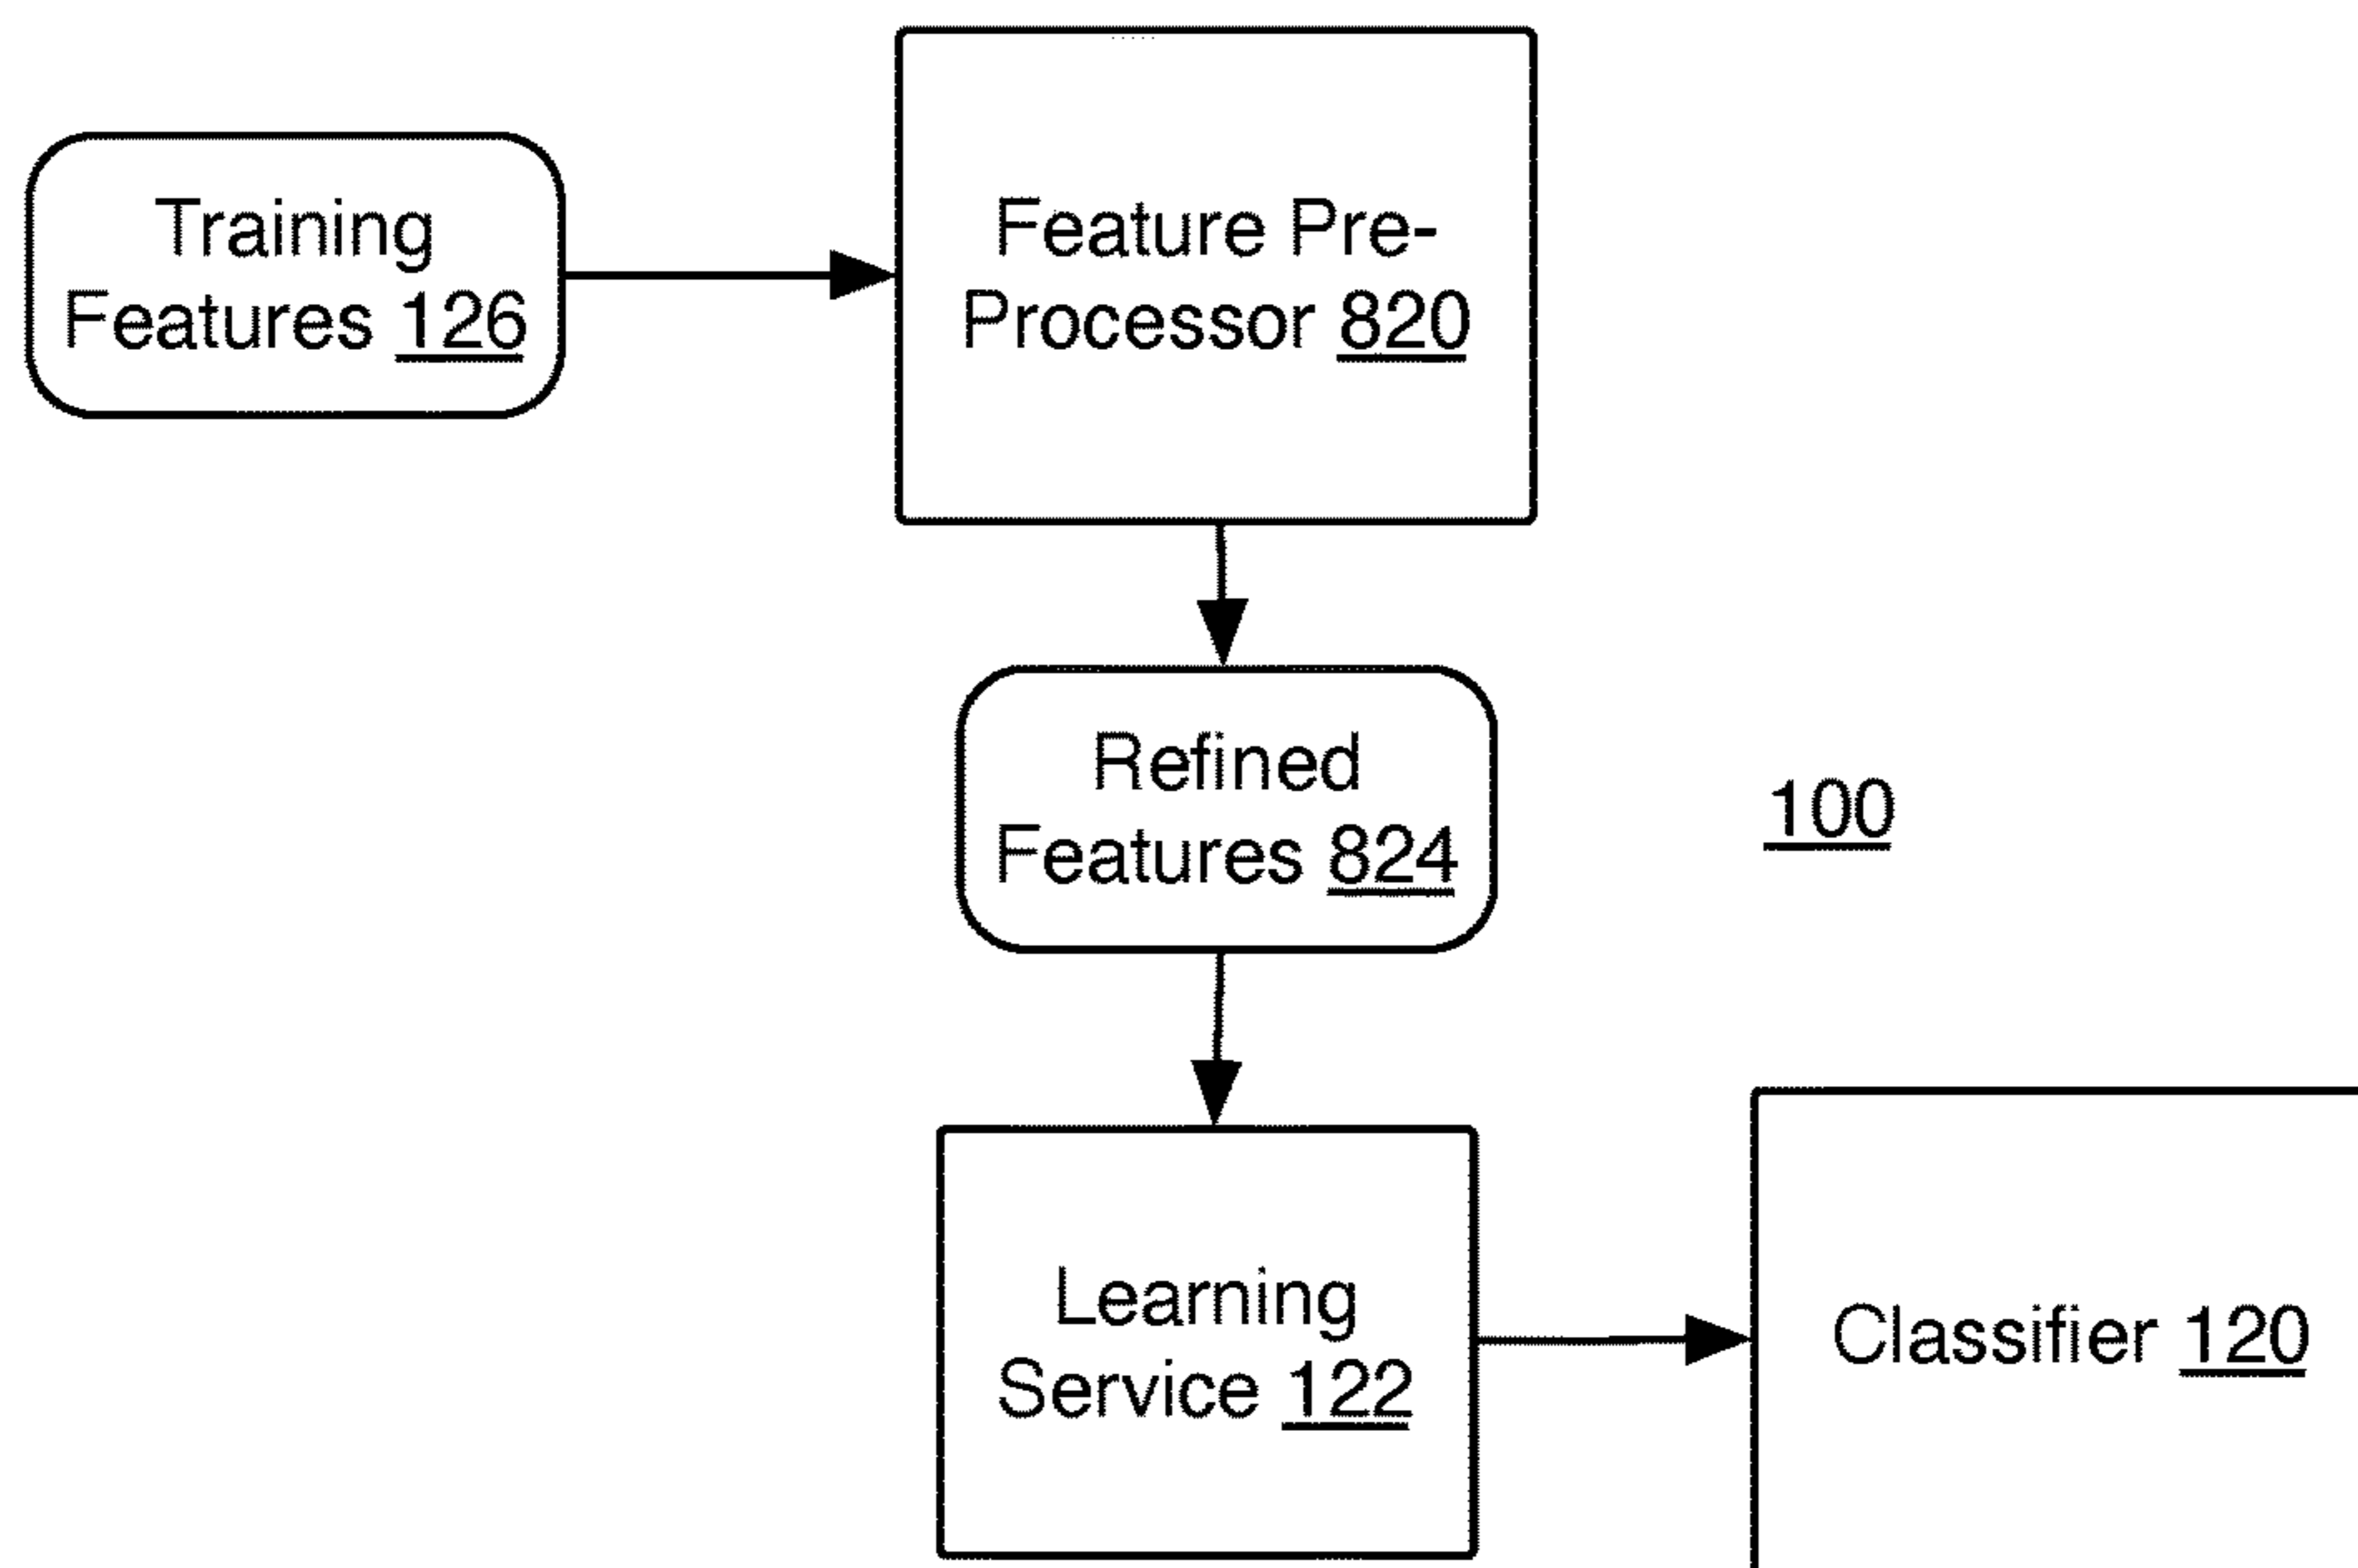 Training
Features 126
Feature Pre-
Processor 820
Refined
Features 824
100
Learning
Service 122
Classifier 120